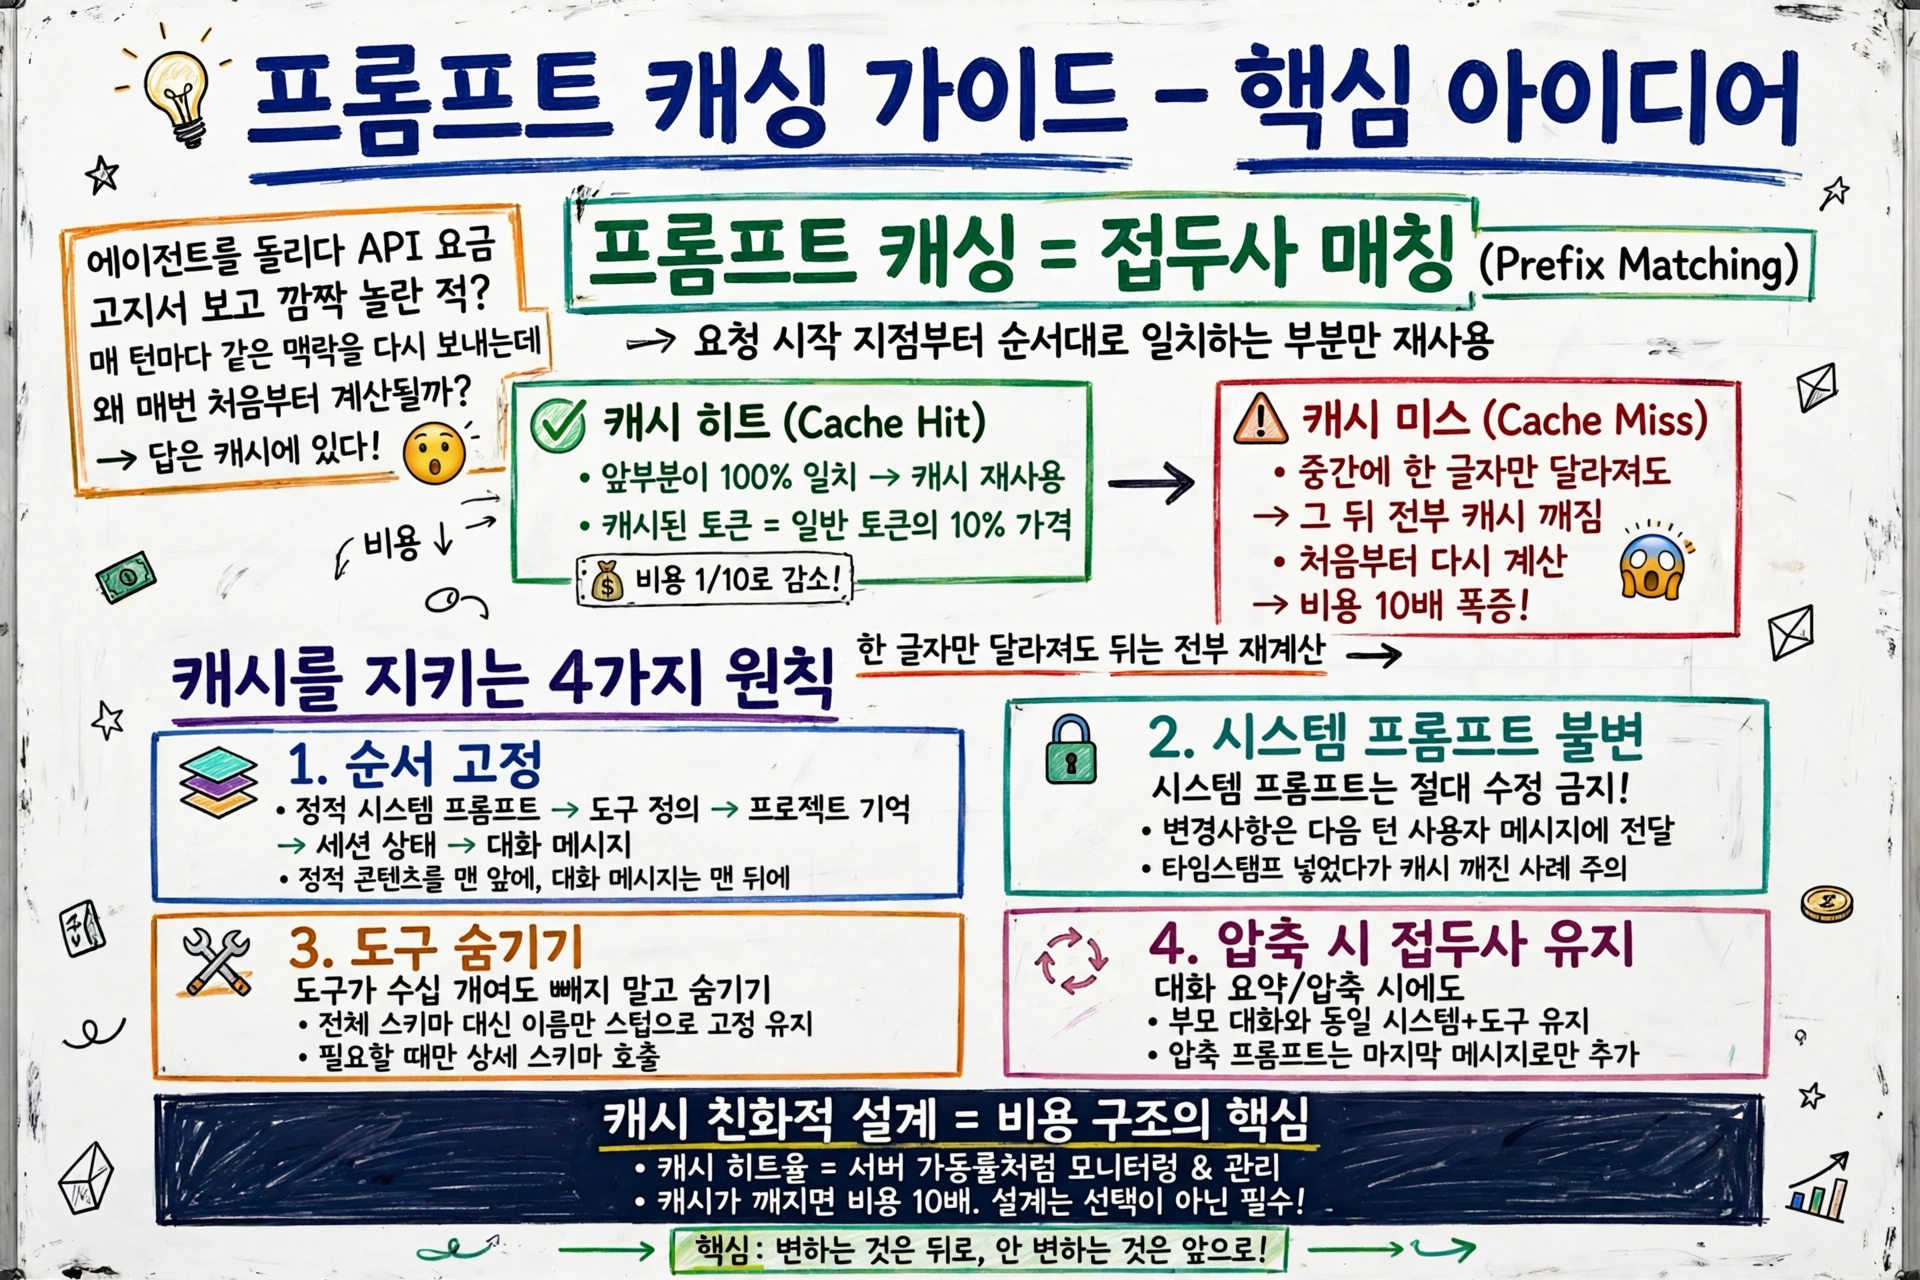 프롬프트 캐싱 가이드 - 핵심 아이디어
에이전트를 돌리다 API 요금
고지서 보고 깜짝 놀란 적?
매 턴마다 같은 맥락을 다시 보내는데
왜 매번 처음부터 계산될까?
→ 답은 캐시에 있다!
프롬프트 캐싱 = 접두사 매칭 (Prefix Matching)
→ 요청 시작 지점부터 순서대로 일치하는 부분만 재사용
비용 ↓
캐시 히트 (Cache Hit)
• 앞부분이 100% 일치 → 캐시 재사용
• 캐시된 토큰 = 일반 토큰의 10% 가격
비용 1/10로 감소!
캐시 미스 (Cache Miss)
• 중간에 한 글자만 달라져도
→ 그 뒤 전부 캐시 깨짐
• 처음부터 다시 계산
→ 비용 10배 폭증!
한 글자만 달라져도 뒤는 전부 재계산 →
캐시를 지키는 4가지 원칙
1. 순서 고정
• 정적 시스템 프롬프트 → 도구 정의 → 프로젝트 기억
→ 세션 상태 → 대화 메시지
• 정적 콘텐츠를 맨 앞에, 대화 메시지는 맨 뒤에
2. 시스템 프롬프트 불변
시스템 프롬프트는 절대 수정 금지!
• 변경사항은 다음 턴 사용자 메시지에 전달
• 타임스탬프 넣었다가 캐시 깨진 사례 주의
3. 도구 숨기기
도구가 수십 개여도 빼지 말고 숨기기
• 전체 스키마 대신 이름만 스텁으로 고정 유지
• 필요할 때만 상세 스키마 호출
4. 압축 시 접두사 유지
대화 요약/압축 시에도
• 부모 대화와 동일 시스템+도구 유지
• 압축 프롬프트는 마지막 메시지로만 추가
캐시 친화적 설계 = 비용 구조의 핵심
• 캐시 히트율 = 서버 가동률처럼 모니터링 & 관리
• 캐시가 깨지면 비용 10배. 설계는 선택이 아닌 필수!
핵심: 변하는 것은 뒤로, 안 변하는 것은 앞으로!